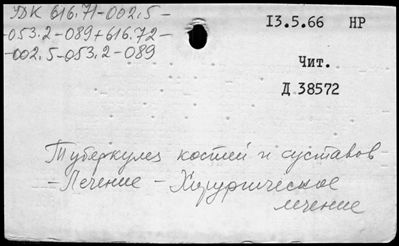 УДК 616.71-002.5-
-053.2-089+616.72-
-002.5-053.2-089
13.5.66 НР
Чит.
Д 38572
Туберкулез костей и суставов
-Лечение - Хирургическое
лечение